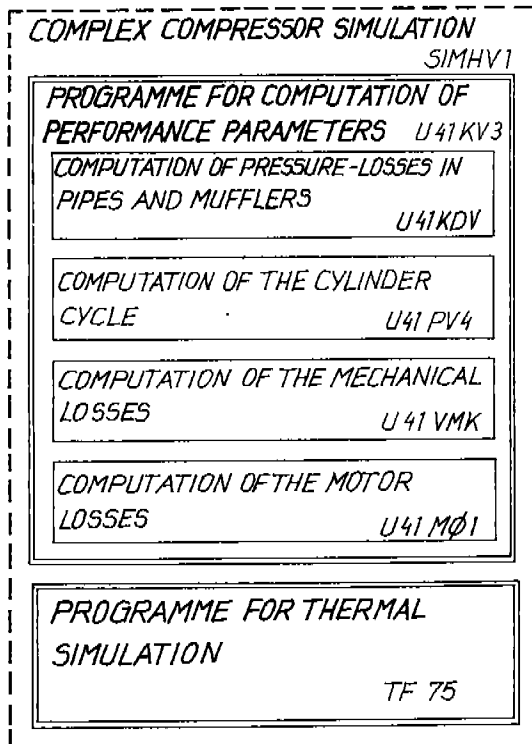 COMPLEX COMPRESSOR SIMULATION
SIMHV1
PROGRAMME FOR COMPUTATION OF
PERFORMANCE PARAMETERS U41KV3
COMPUTATION OF PRESSURE-LOSSES IN
PIPES AND MUFFLERS
U41KDV
COMPUTATION OF THE CYLINDER
CYCLE U41 PV4
COMPUTATION OF THE MECHANICAL
LOSSES U41 VMK
COMPUTATION OF THE MOTOR
LOSSES U41 MØ1
PROGRAMME FOR THERMAL
SIMULATION
TF 75